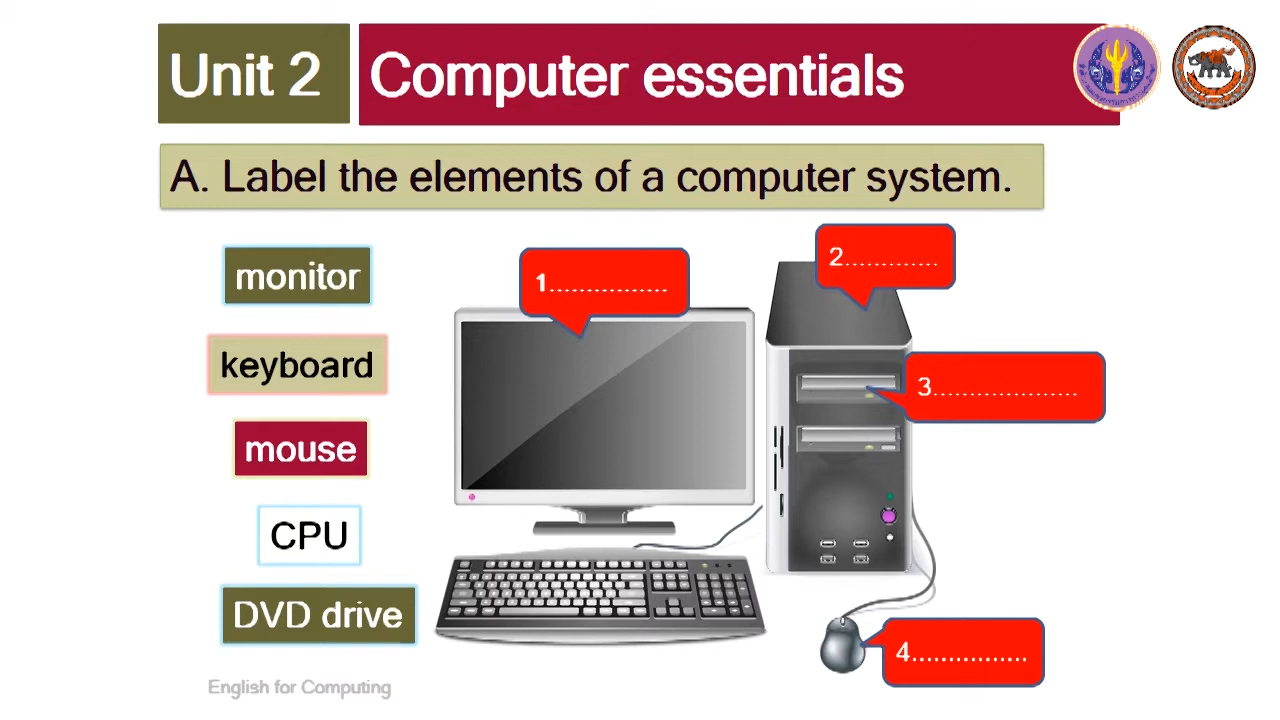 Unit 2
Computer essentials
A. Label the elements of a computer system.
monitor
keyboard
mouse
CPU
DVD drive
1................
2.............
3....................
4................
English for Computing